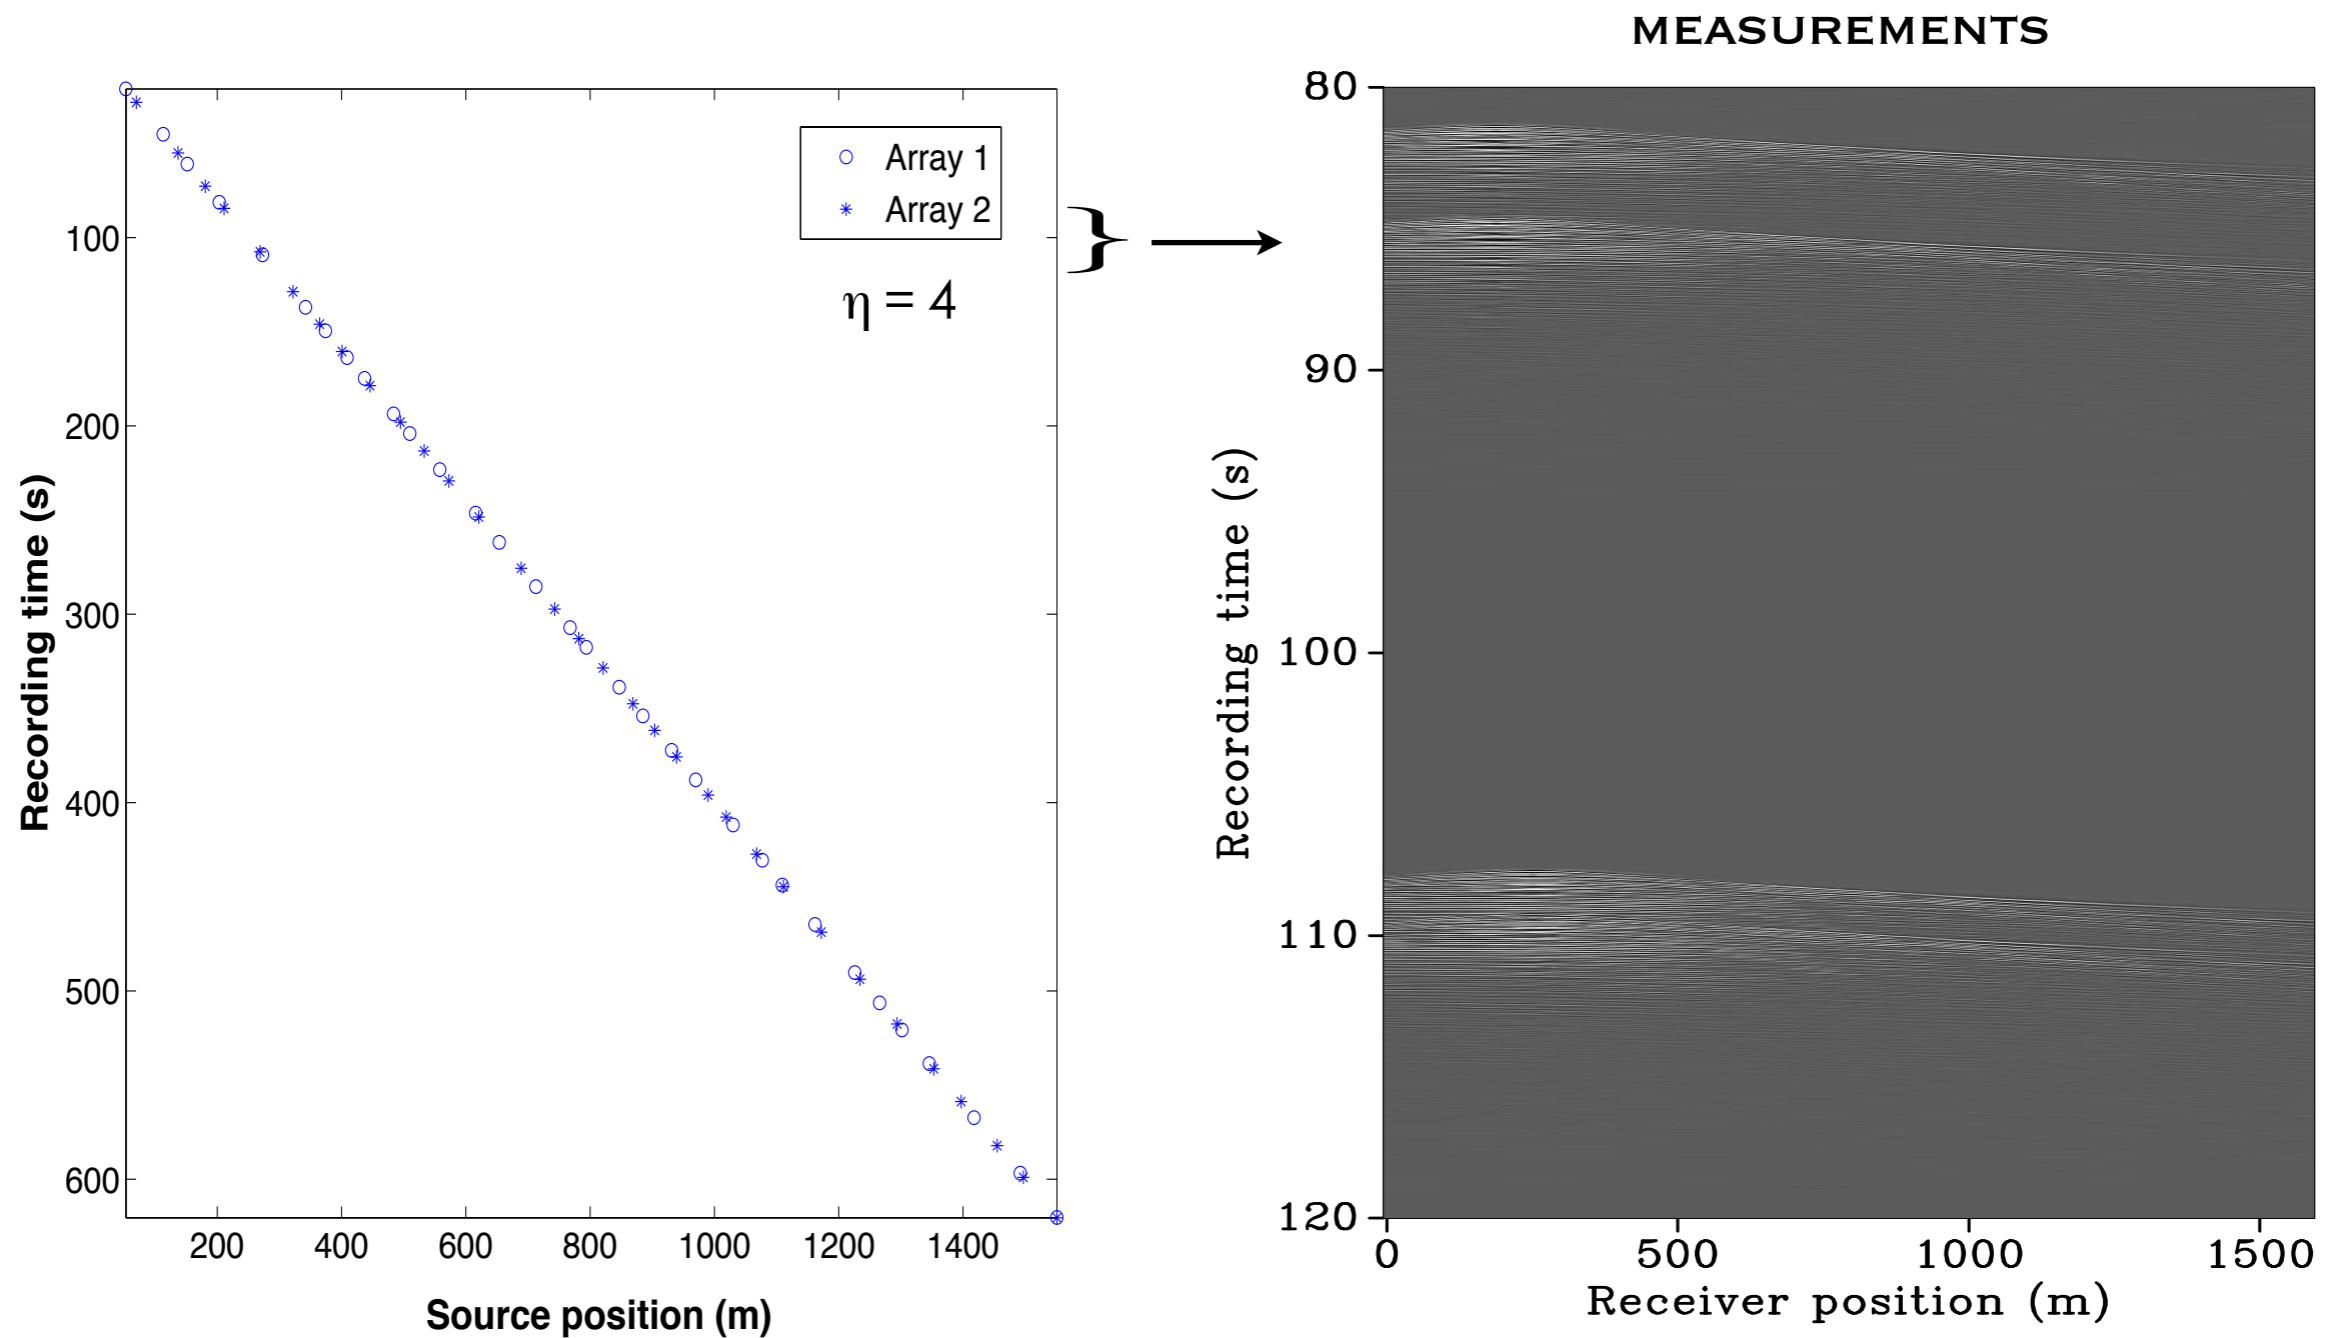 MEASUREMENTS
Array 1
Array 2
η = 4
100
200
300
400
500
600
Recording time (s)
200 400 600 800 1000 1200 1400
Source position (m)
80
90
100
110
120
Recording time (s)
0 500 1000 1500
Receiver position (m)